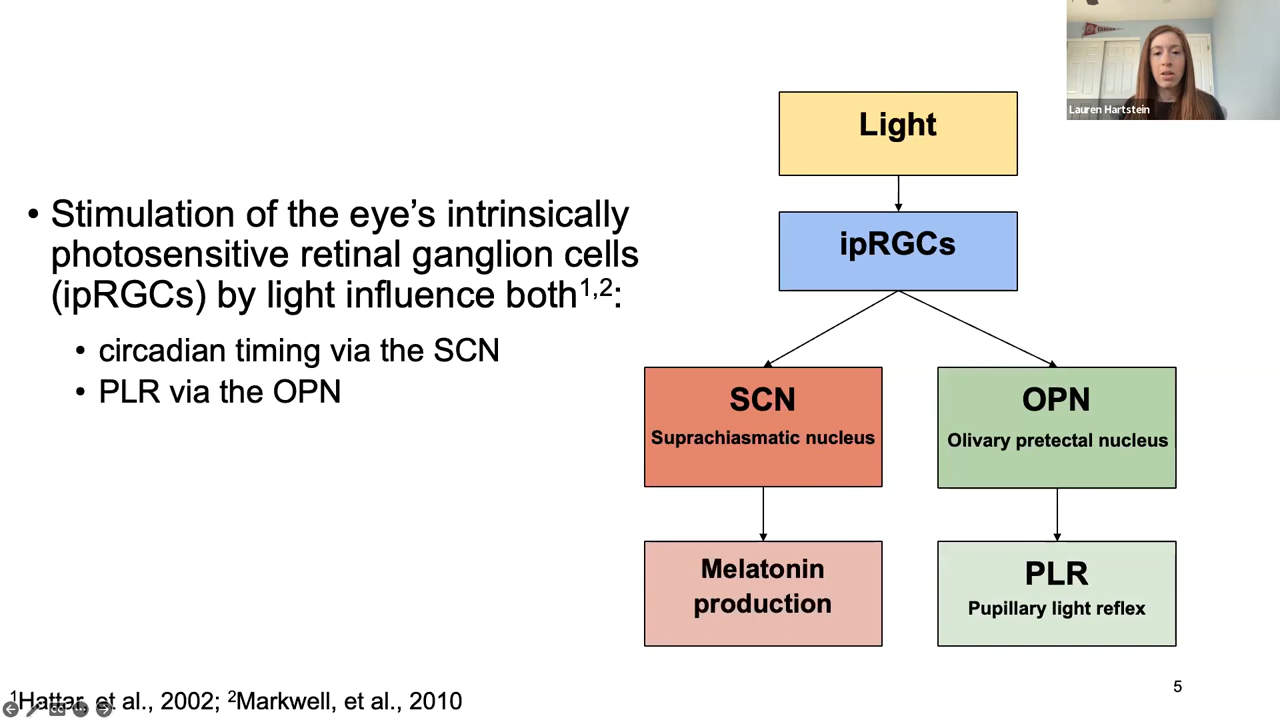 Lauren Hartstein
• Stimulation of the eye's intrinsically
photosensitive retinal ganglion cells
(ipRGCs) by light influence both1,2:
• circadian timing via the SCN
• PLR via the OPN
Light
ipRGCs
SCN
Suprachiasmatic nucleus
OPN
Olivary pretectal nucleus
Melatonin
production
PLR
Pupillary light reflex
1Hattar, et al., 2002; 2Markwell, et al., 2010
5